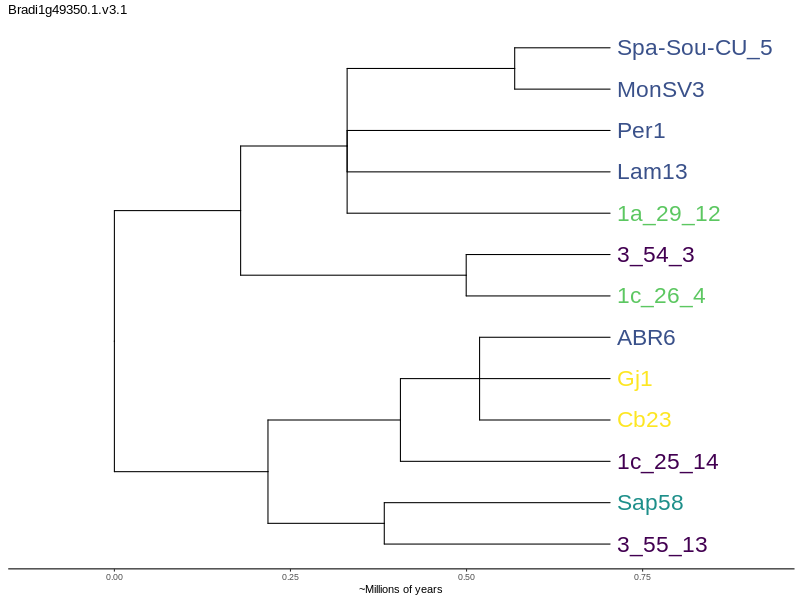 Bradi1g49350.1.v3.1
Spa-Sou-CU_5
MonSV3
Per1
Lam13
1a_29_12
3_54_3
1c_26_4
ABR6
Gj1
Cb23
1c_25_14
Sap58
3_55_13
0.00 0.25 0.50 0.75
~Millions of years